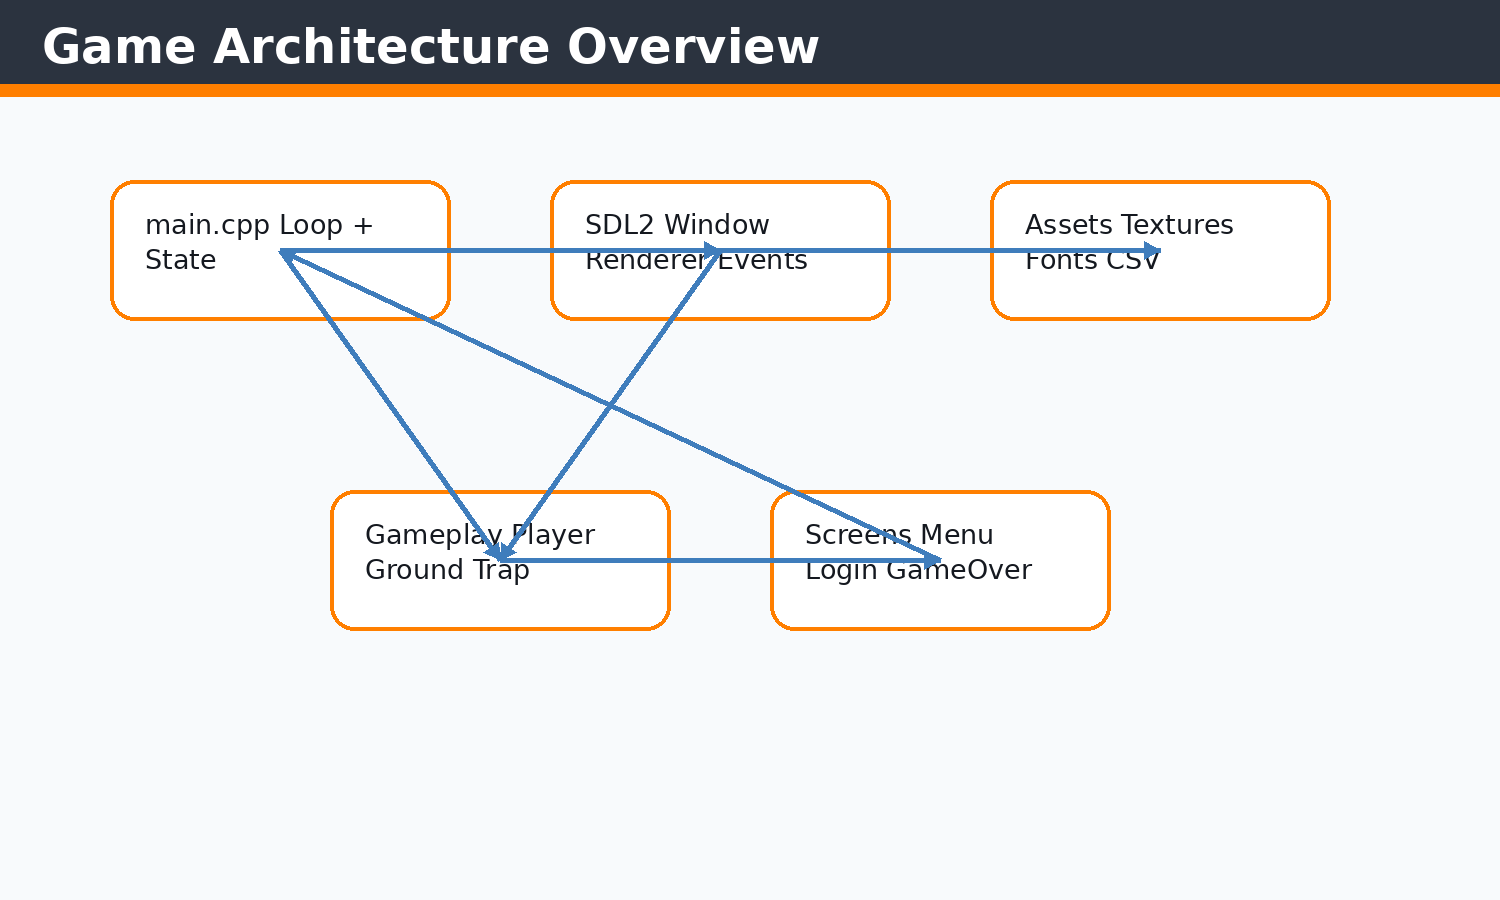 Game Architecture Overview
main.cpp Loop +
State
SDL2 Window
Renderer Events
Assets Textures
Fonts CSV
Gameplay Player
Ground Trap
Screens Menu
Login GameOver